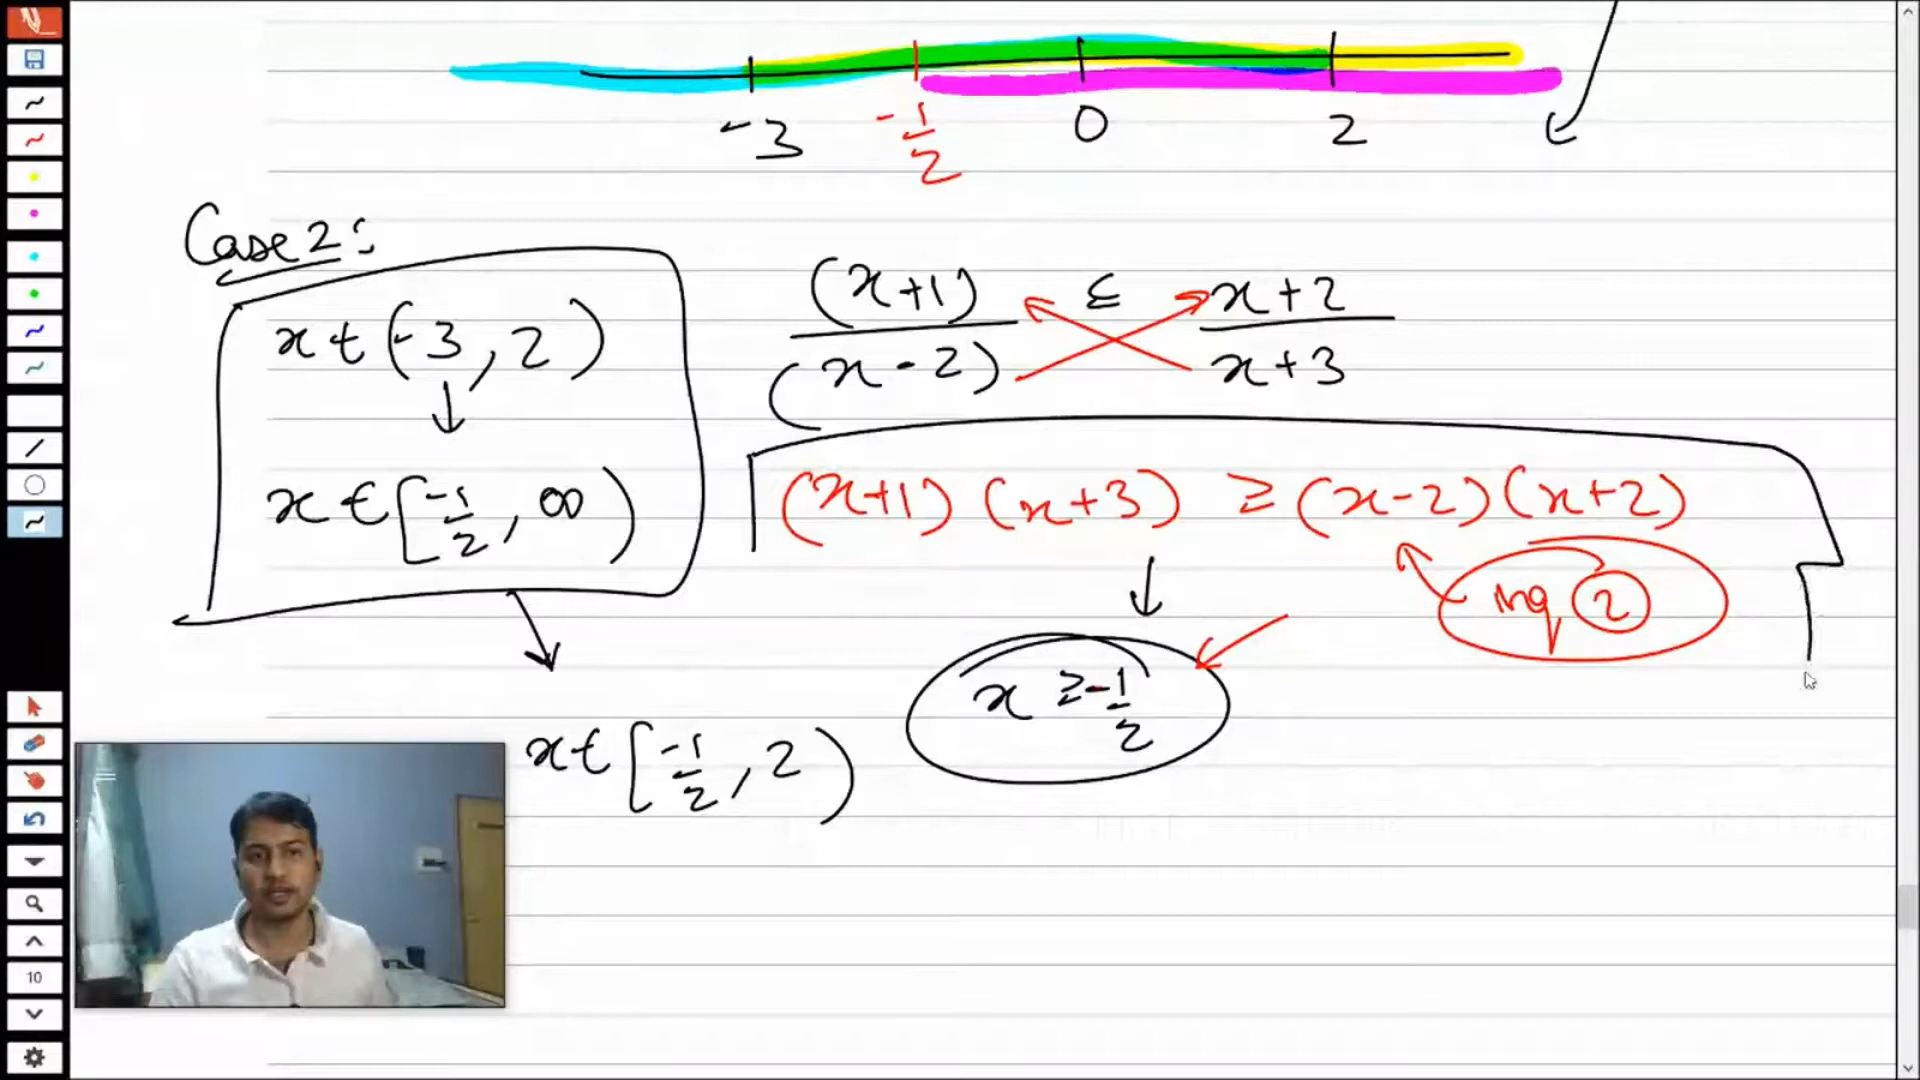 -3 -1/2 0 2
Case 2:
(x+1)/(x-2) ≤ x+2/x+3
x ∈ (-3, 2)
↓
x ∈ [-1/2, ∞)
(x+1) (x+3) ≥ (x-2) (x+2)
inq 2
x ≥ -1/2
x ∈ [-1/2, 2)
10